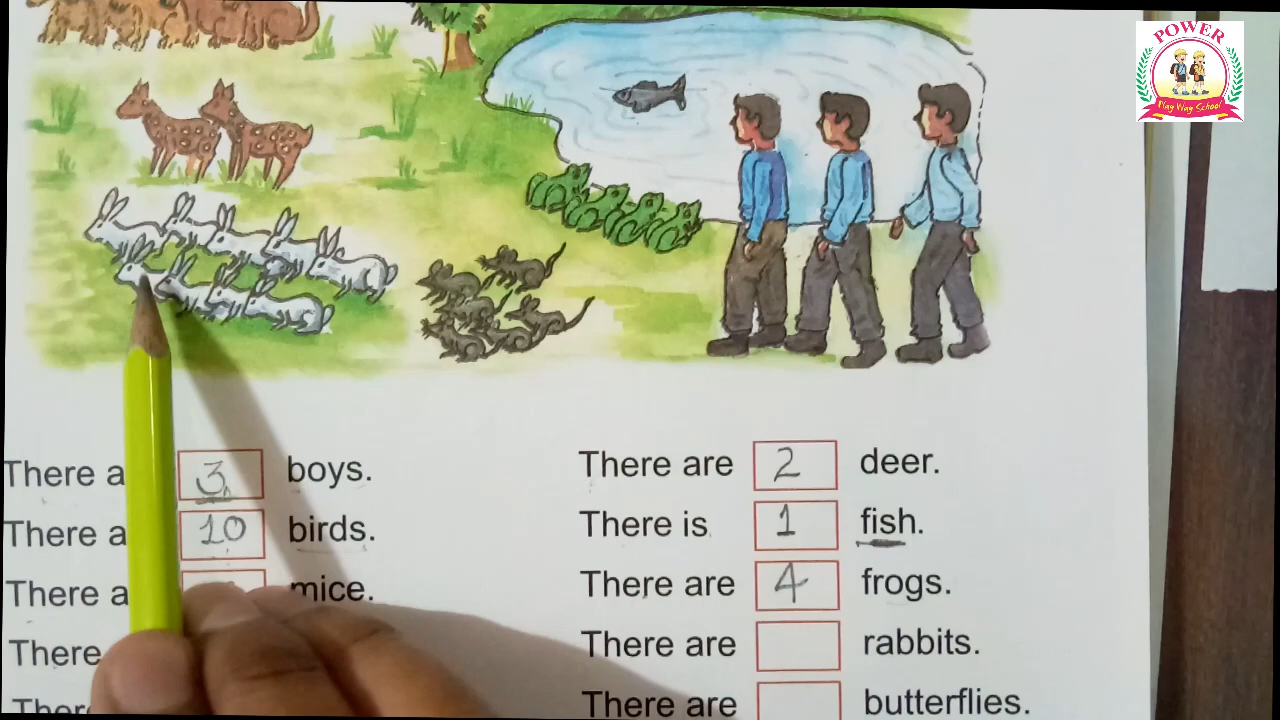 POWER
Play Way School
There a 3 boys.
There are 2 deer.
There a 10 birds.
There is 1 fish.
There a mice.
There are 4 frogs.
There
There are rabbits.
There
There are butterflies.